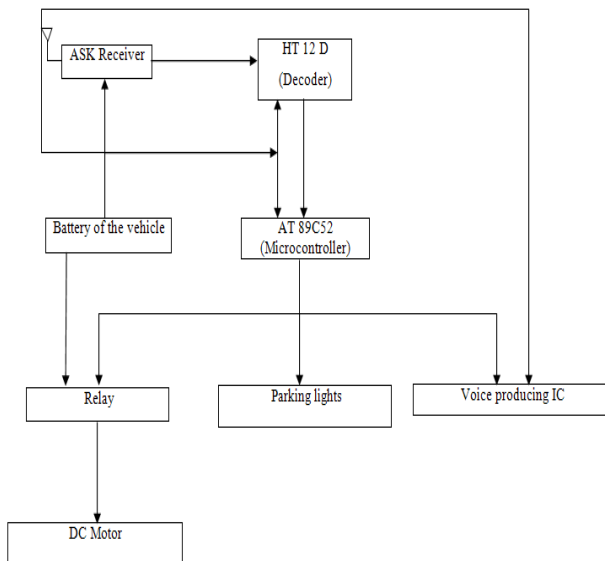 ASK Receiver
HT 12 D
(Decoder)
Battery of the vehicle
AT 89C52
(Microcontroller)
Relay
Parking lights
Voice producing IC
DC Motor